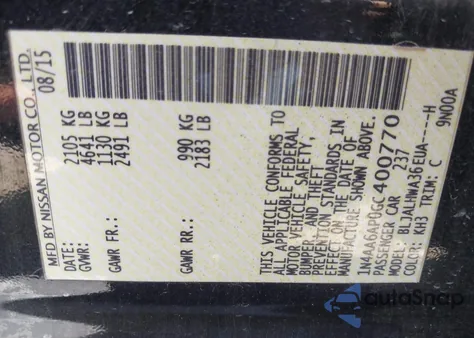 MFD BY NISSAN MOTOR CO., LTD.
08/15
GVWR: 2105 KG
4641 LB
GAWR FR: 1130 KG
2491 LB
GAWR RR: 990 KG
2183 LB
THIS VEHICLE CONFORMS TO
ALL APPLICABLE FEDERAL
MOTOR VEHICLE SAFETY,
BUMPER, AND THEFT
PREVENTION STANDARDS IN
EFFECT ON THE DATE OF
MANUFACTURE SHOWN ABOVE.
1N4AA6AP0GC400770
PASSENGER CAR 237
MODEL: BLJALHWA36EUA----H
COLOR: KH3 TRIM: C 9N00A
autoSnap